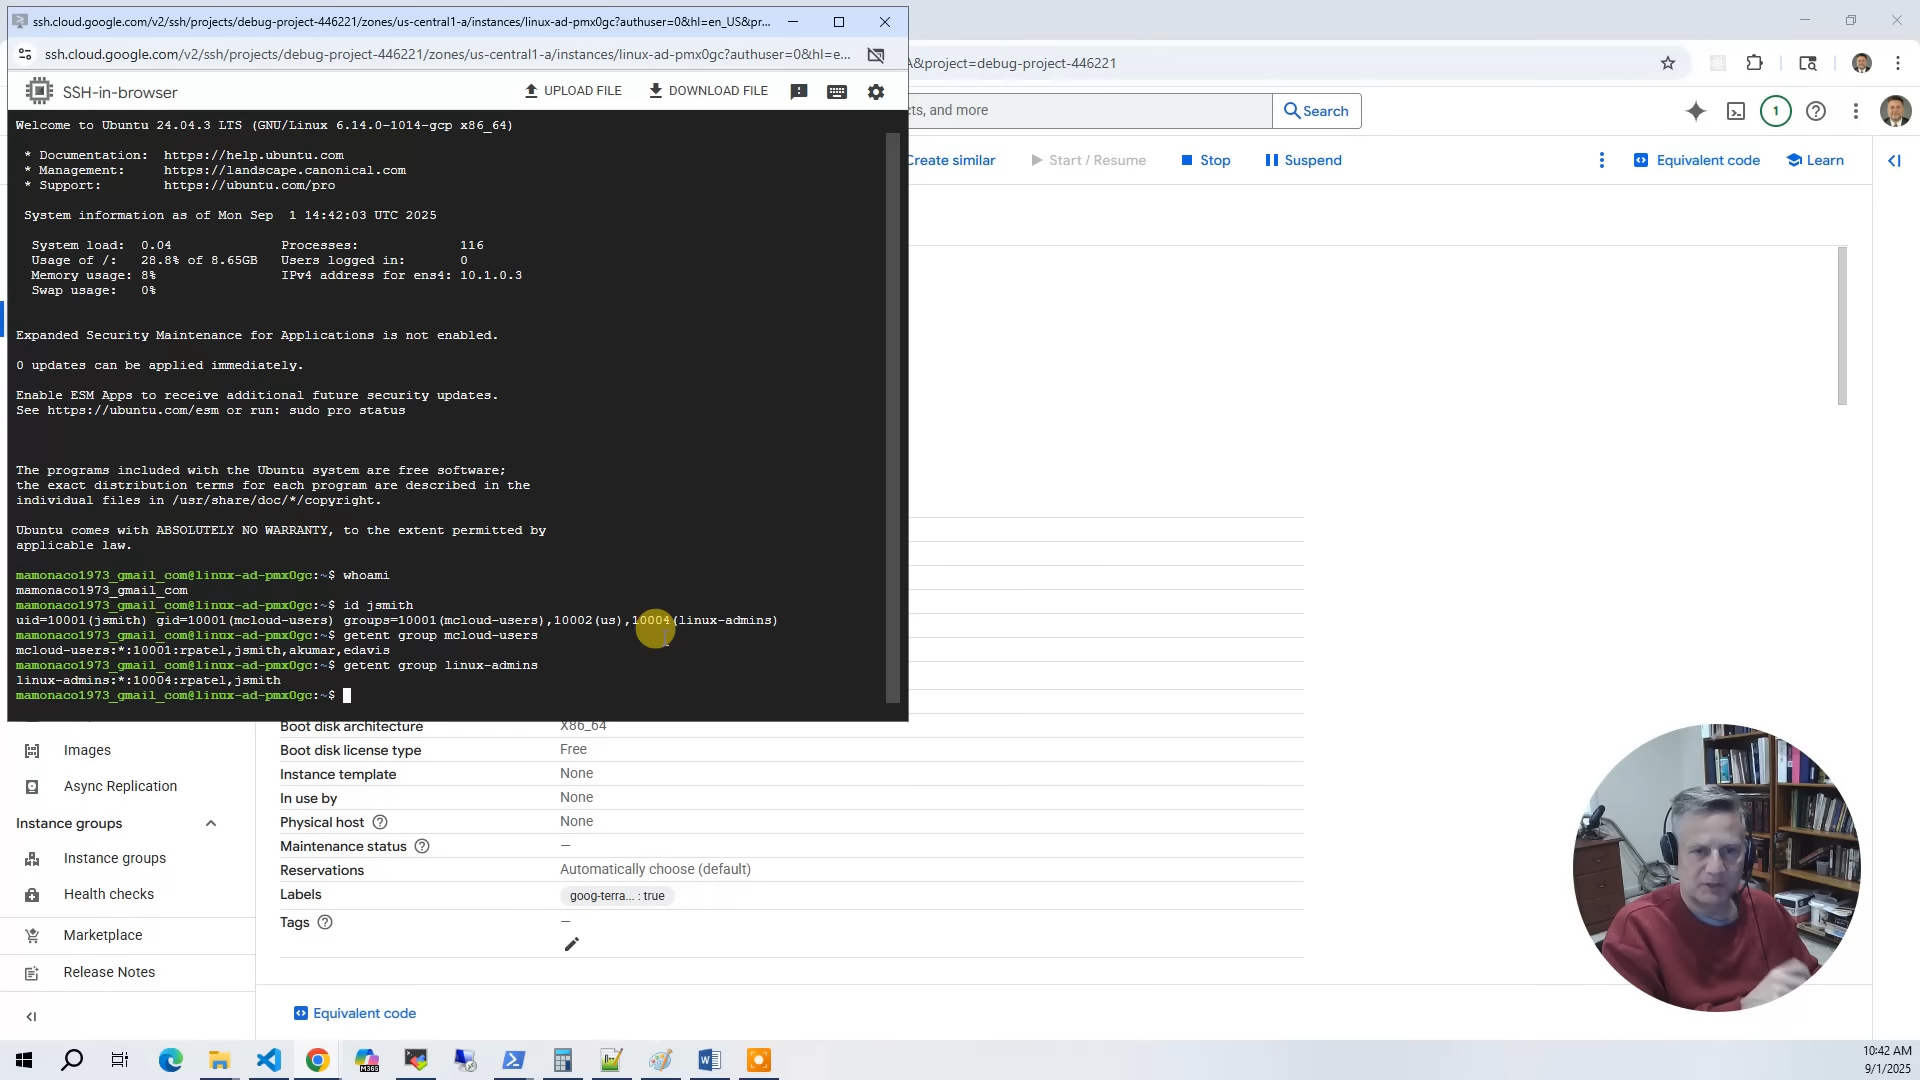 ssh.cloud.google.com/v2/ssh/projects/debug-project-446221/zones/us-central1-a/instances/linux-ad-pmx0gc?authuser=0&hl=en_US&pr...
ssh.cloud.google.com/v2/ssh/projects/debug-project-446221/zones/us-central1-a/instances/linux-ad-pmx0gc?authuser=0&hl=e...
A&project=debug-project-446221
SSH-in-browser
UPLOAD FILE
DOWNLOAD FILE
cts, and more
Search
1
Create similar
Start / Resume
Stop
Suspend
Equivalent code
Learn
Welcome to Ubuntu 24.04.3 LTS (GNU/Linux 6.14.0-1014-gcp x86_64)
* Documentation: https://help.ubuntu.com
* Management: https://landscape.canonical.com
* Support: https://ubuntu.com/pro
System information as of Mon Sep 1 14:42:03 UTC 2025
System load: 0.04 Processes: 116
Usage of /: 28.8% of 8.65GB Users logged in: 0
Memory usage: 8% IPv4 address for ens4: 10.1.0.3
Swap usage: 0%
Expanded Security Maintenance for Applications is not enabled.
0 updates can be applied immediately.
Enable ESM Apps to receive additional future security updates.
See https://ubuntu.com/esm or run: sudo pro status
The programs included with the Ubuntu system are free software;
the exact distribution terms for each program are described in the
individual files in /usr/share/doc/*/copyright.
Ubuntu comes with ABSOLUTELY NO WARRANTY, to the extent permitted by
applicable law.
mamonaco1973_gmail_com@linux-ad-pmx0gc:~$ whoami
mamonaco1973_gmail_com
mamonaco1973_gmail_com@linux-ad-pmx0gc:~$ id jsmith
uid=10001(jsmith) gid=10001(mcloud-users) groups=10001(mcloud-users),10002(us),10004(linux-admins)
mamonaco1973_gmail_com@linux-ad-pmx0gc:~$ getent group mcloud-users
mcloud-users:*:10001:rpatel,jsmith,akumar,edavis
mamonaco1973_gmail_com@linux-ad-pmx0gc:~$ getent group linux-admins
linux-admins:*:10004:rpatel,jsmith
mamonaco1973_gmail_com@linux-ad-pmx0gc:~$
Images
Async Replication
Instance groups
Instance groups
Health checks
Marketplace
Release Notes
Boot disk architecture X86_64
Boot disk license type Free
Instance template None
In use by None
Physical host None
Maintenance status —
Reservations Automatically choose (default)
Labels goog-terra... : true
Tags —
Equivalent code
M365
10:42 AM
9/1/2025